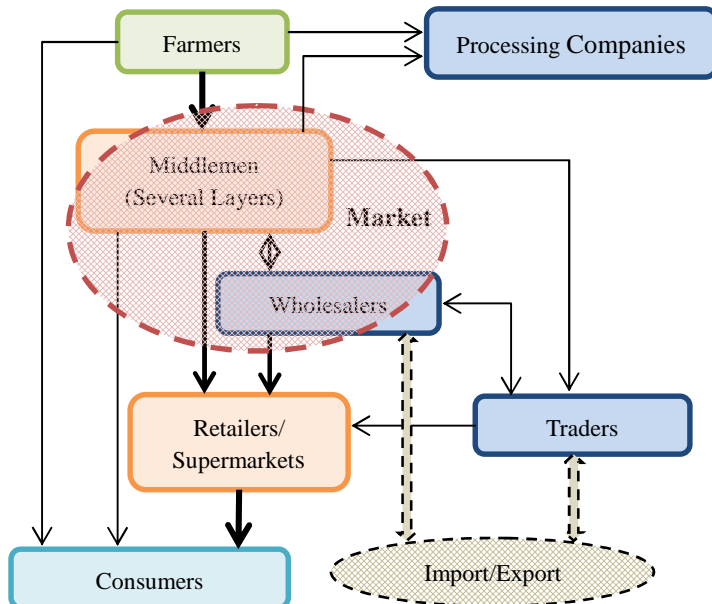 Farmers
Processing Companies
Middlemen
(Several Layers)
Market
Wholesalers
Retailers/
Supermarkets
Traders
Consumers
Import/Export